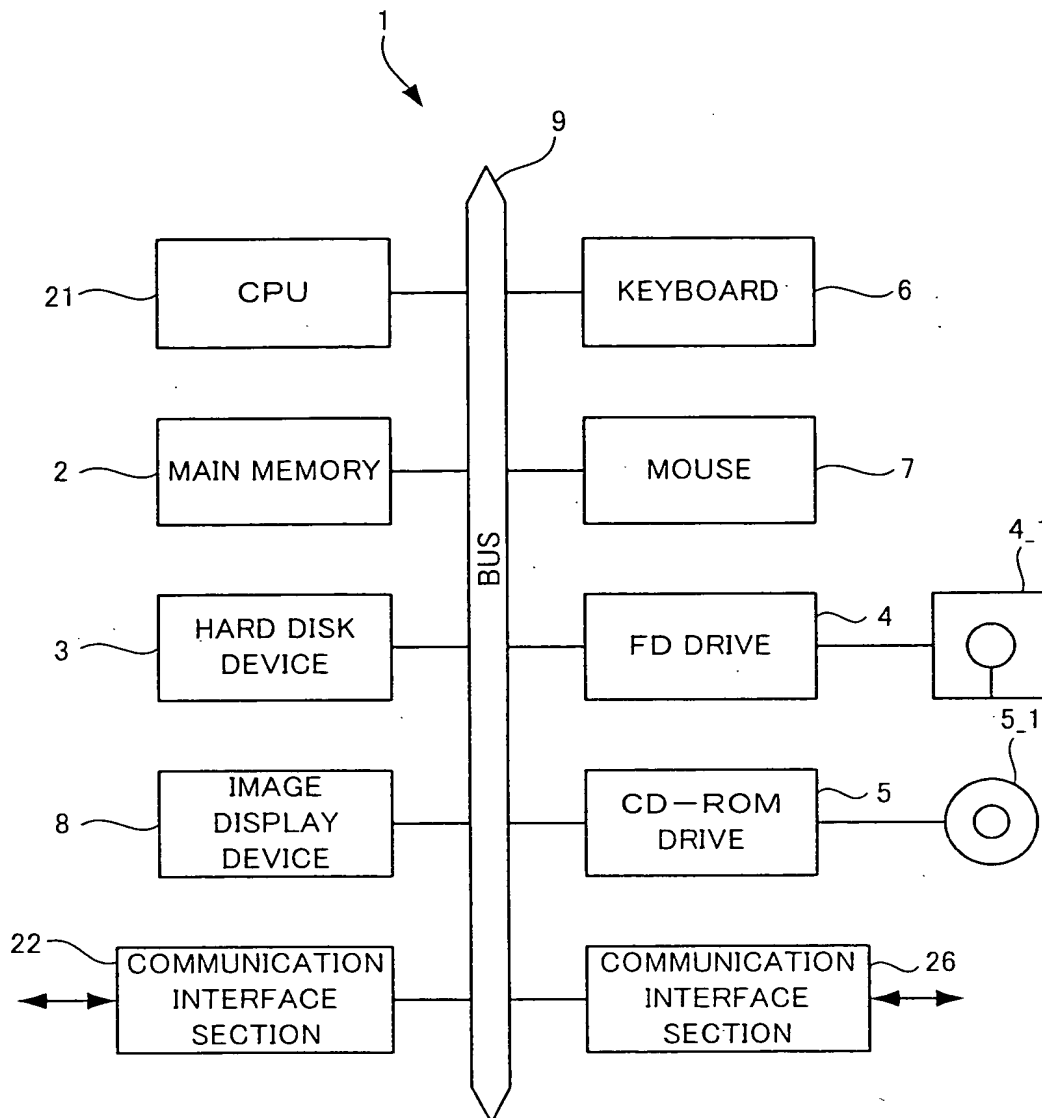 1
9
21
CPU
KEYBOARD
6
2
MAIN MEMORY
MOUSE
7
BUS
4_1
3
HARD DISK
DEVICE
FD DRIVE
4
5_1
8
IMAGE
DISPLAY
DEVICE
CD-ROM
DRIVE
5
22
COMMUNICATION
INTERFACE
SECTION
COMMUNICATION
INTERFACE
SECTION
26